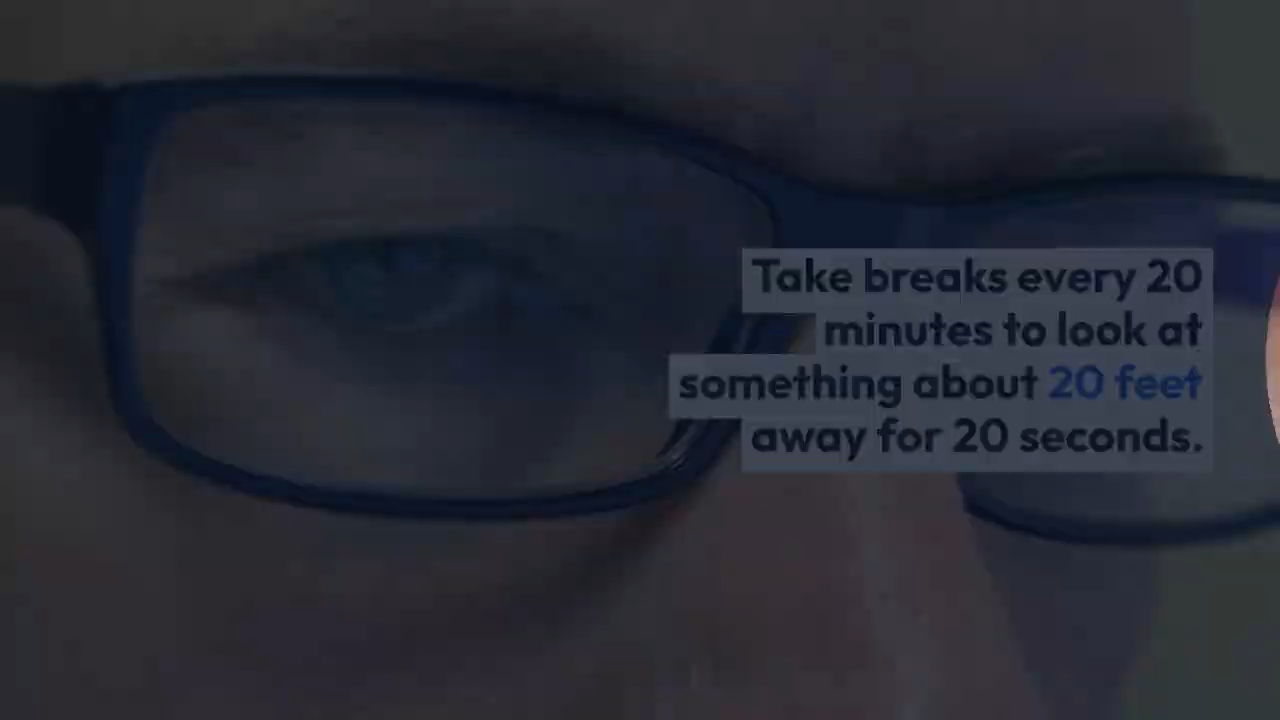 Take breaks every 20
minutes to look at
something about 20 feet
away for 20 seconds.